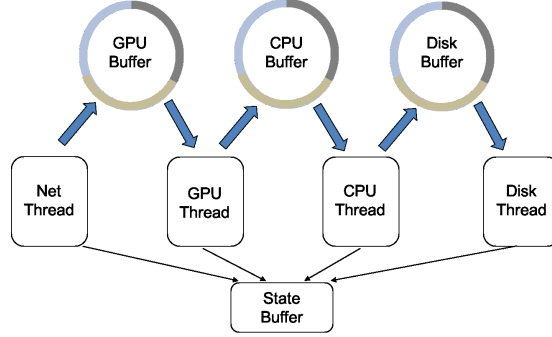 GPU
Buffer
CPU
Buffer
Disk
Buffer
Net
Thread
GPU
Thread
CPU
Thread
Disk
Thread
State
Buffer